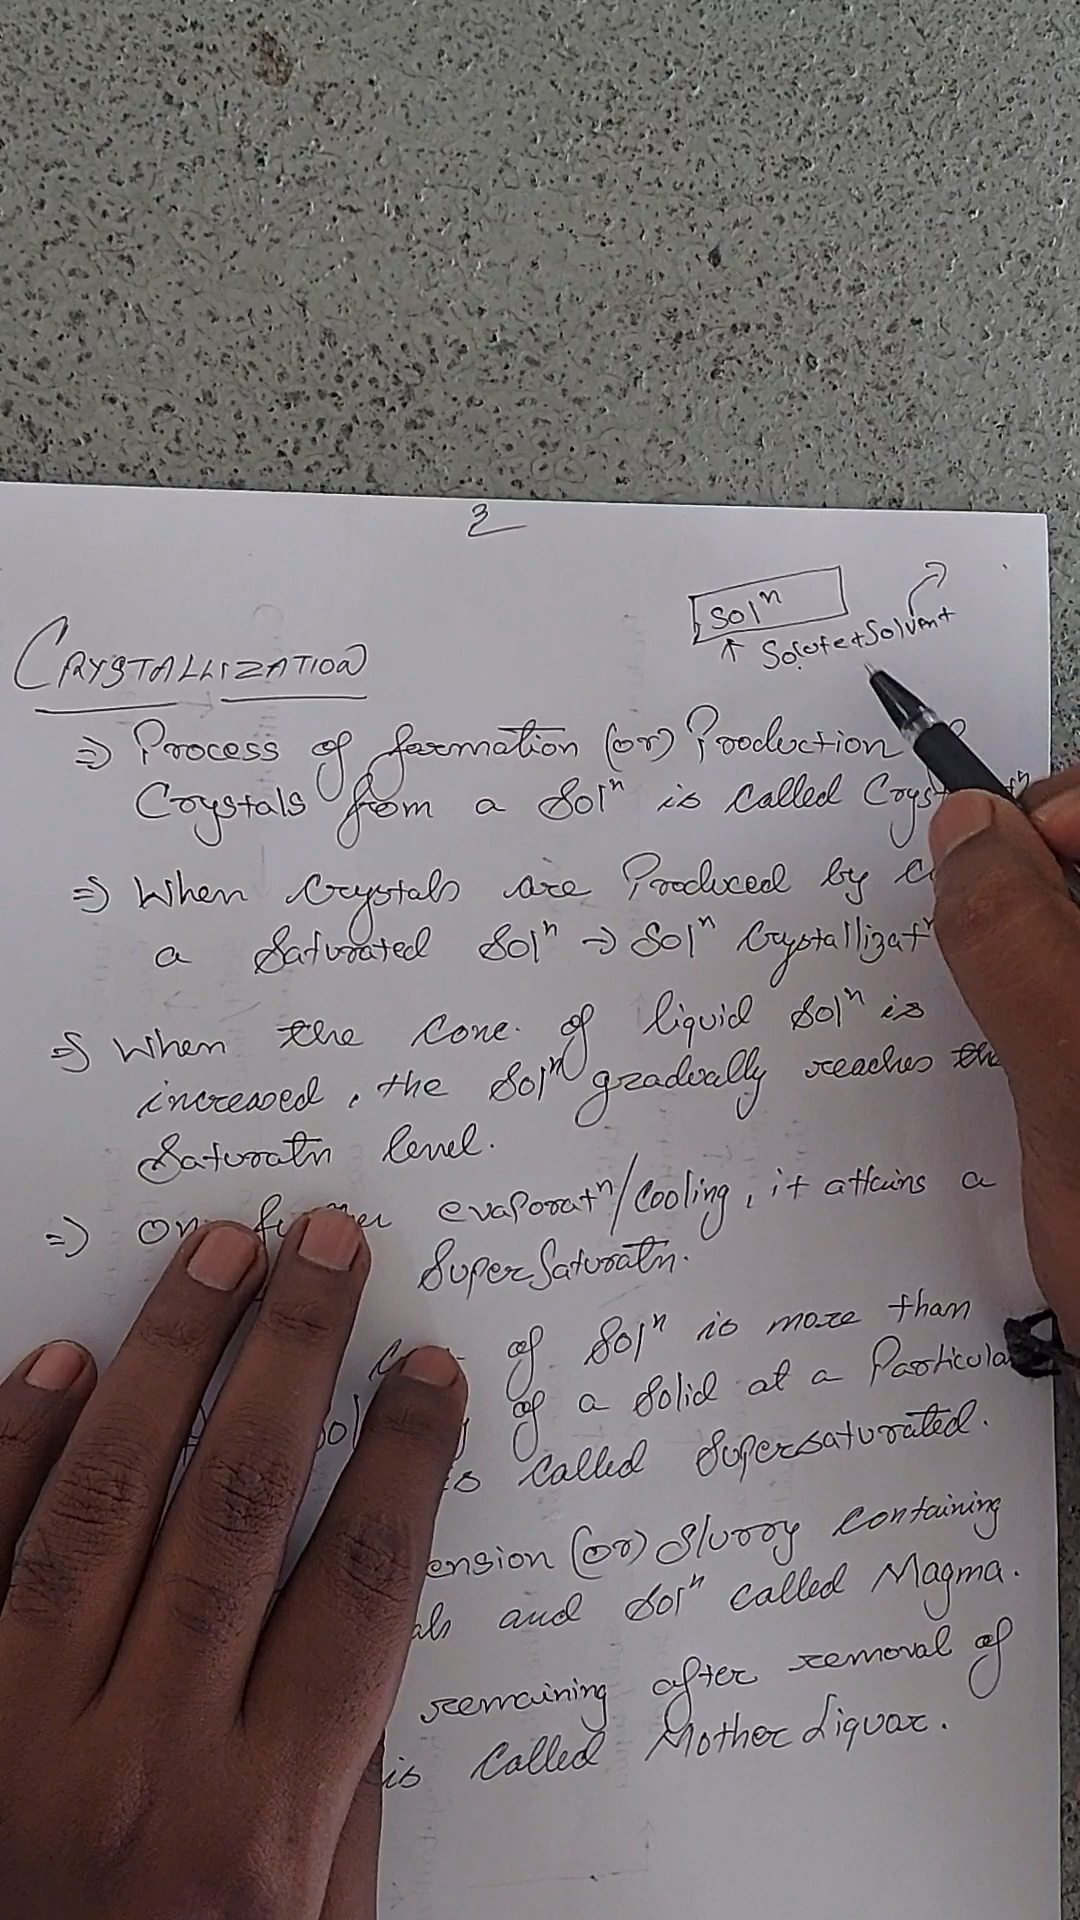 2
Solⁿ
↑ Solute+Solvent
CRYSTALLIZATION
⇒ Process of formation (or) Production
Crystals from a Solⁿ is called
⇒ When Crystals are Produced by
a Saturated Solⁿ → Solⁿ Crystallizatⁿ
⇒ When the Conc. of liquid Solⁿ is
increased, the Solⁿ gradually reaches the
Saturatn level.
⇒ on evaporatⁿ/Cooling, it attains a
SuperSaturatn.
of Solⁿ is more than
of a Solid at a Particular
is called Supersaturated.
(or) Slurry containing
and Solⁿ called Magma.
remaining after removal of
is Called Mother Liquor.